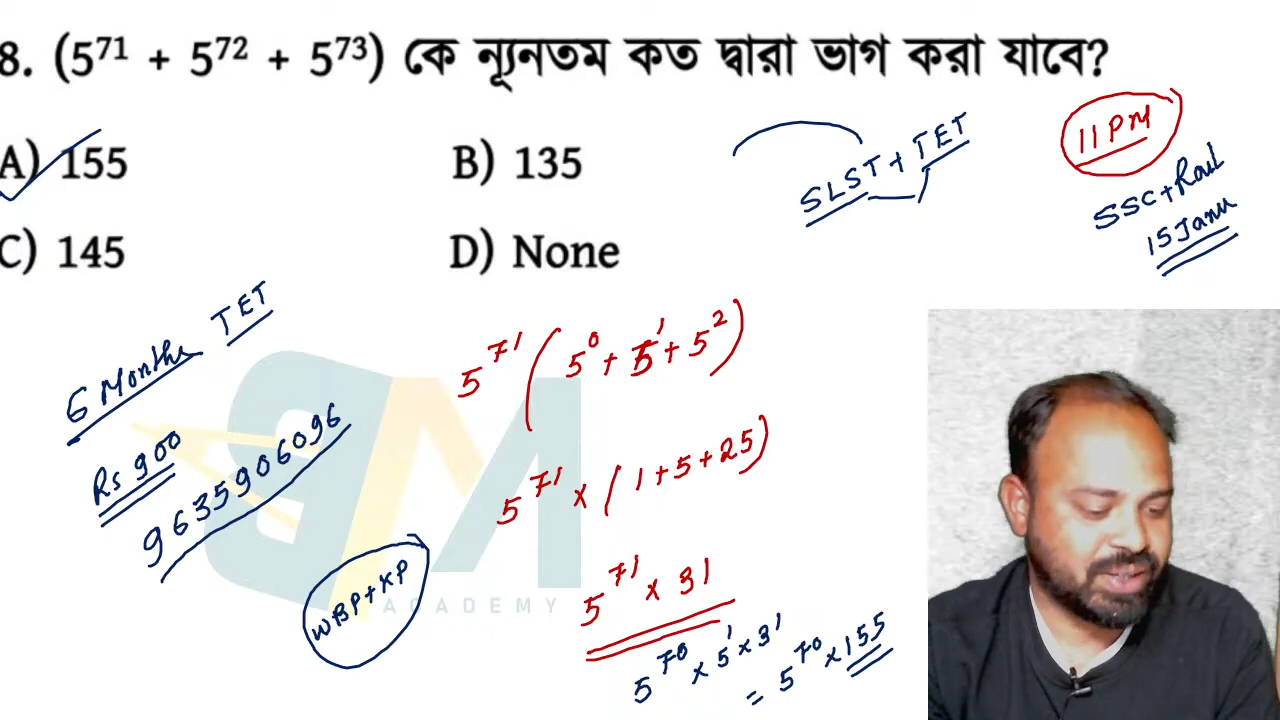 8. (5⁷¹ + 5⁷² + 5⁷³) কে ন্যূনতম কত দ্বারা ভাগ করা যাবে?
A) 155
B) 135
C) 145
D) None
SLST + TET
11 PM
SSC + Rail
15 Janu
6 Months TET
Rs 900
9635906096
WBP + KP
ACADEMY
5⁷¹ (5⁰ + 5¹ + 5²)
5⁷¹ × (1 + 5 + 25)
5⁷¹ × 31
5⁷⁰ × 5¹ × 31
= 5⁷⁰ × 155